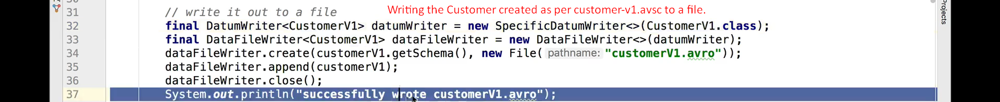 30
31 // write it out to a file Writing the Customer created as per customer-v1.avsc to a file.
32 final DatumWriter<CustomerV1> datumWriter = new SpecificDatumWriter<>(CustomerV1.class);
33 final DataFileWriter<CustomerV1> dataFileWriter = new DataFileWriter<>(datumWriter);
34 dataFileWriter.create(customerV1.getSchema(), new File( pathname: "customerV1.avro"));
35 dataFileWriter.append(customerV1);
36 dataFileWriter.close();
37 System.out.println("successfully wrote customerV1.avro");
Projects